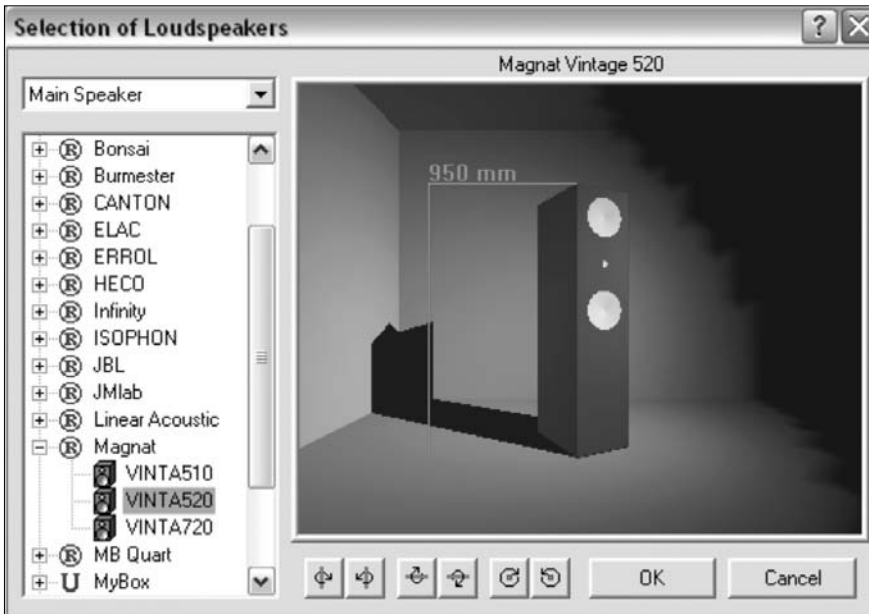 Selection of Loudspeakers
Main Speaker
Bonsai
Burmester
CANTON
ELAC
ERROL
HECO
Infinity
ISOPHON
JBL
JMlab
Linear Acoustic
Magnat
VINTA510
VINTA520
VINTA720
MB Quart
MyBox
Magnat Vintage 520
950 mm
OK
Cancel